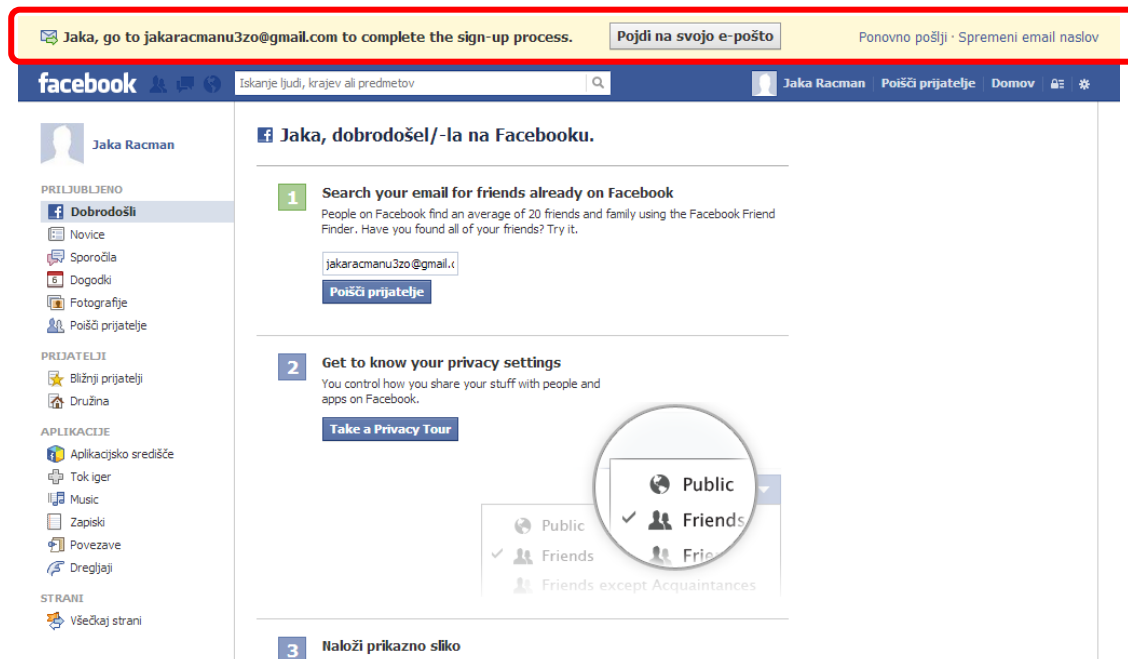 Jaka, go to jakaracmanu3zo@gmail.com to complete the sign-up process.
Pojdi na svojo e-pošto
Ponovno pošlji · Spremeni email naslov
facebook
Iskanje ljudi, krajev ali predmetov
Jaka Racman
Poišči prijatelje
Domov
Jaka Racman
PRILJUBLJENO
Dobrodošli
Novice
Sporočila
6
Dogodki
Fotografije
Poišči prijatelje
PRIJATELJI
Bližnji prijatelji
Družina
APLIKACIJE
Aplikacijsko središče
Tok iger
Music
Zapiski
Povezave
Dregljaji
STRANI
Všečkaj strani
Jaka, dobrodošel/-la na Facebooku.
1
Search your email for friends already on Facebook
People on Facebook find an average of 20 friends and family using the Facebook Friend
Finder. Have you found all of your friends? Try it.
jakaracmanu3zo@gmail.c
Poišči prijatelje
2
Get to know your privacy settings
You control how you share your stuff with people and
apps on Facebook.
Take a Privacy Tour
Public
Friends
Public
Friends
Friends except Acquaintances
3
Naloži prikazno sliko